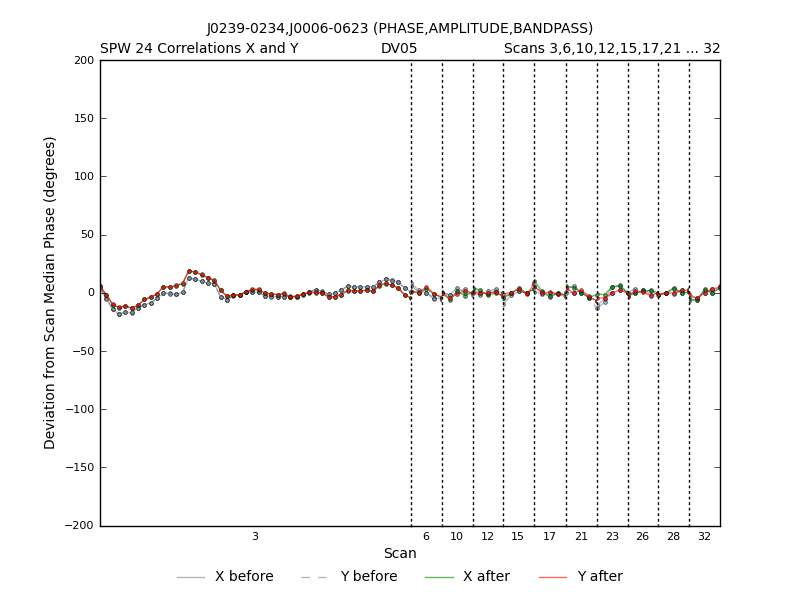 J0239-0234,J0006-0623 (PHASE,AMPLITUDE,BANDPASS)
SPW 24 Correlations X and Y DV05 Scans 3,6,10,12,15,17,21 ... 32
200
150
100
50
0
−50
−100
−150
−200
Deviation from Scan Median Phase (degrees)
3 6 10 12 15 17 21 23 26 28 32
Scan
X before Y before X after Y after